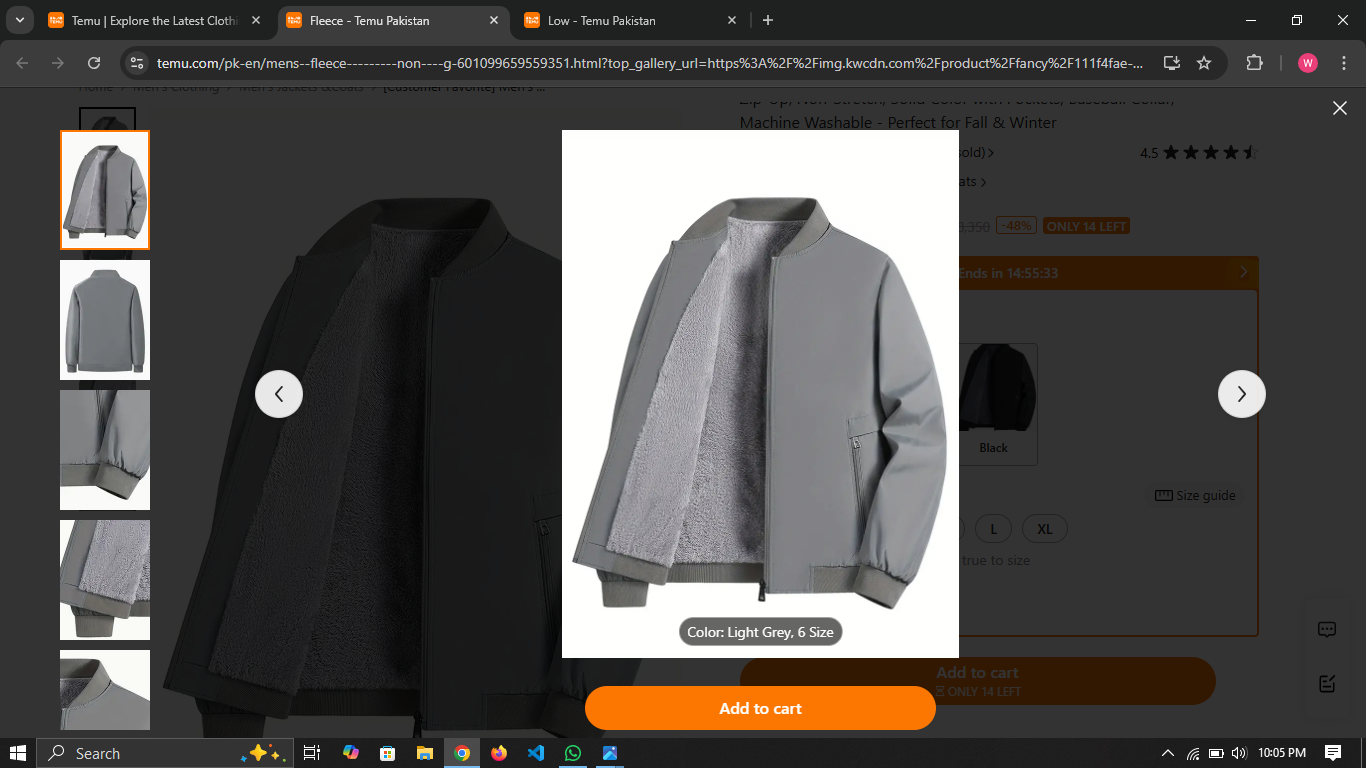 Temu | Explore the Latest Clothi
Fleece - Temu Pakistan
Low - Temu Pakistan
temu.com/pk-en/mens--fleece---------non----g-601099659559351.html?top_gallery_url=https%3A%2F%2Fimg.kwcdn.com%2Fproduct%2Ffancy%2F111f4fae-...
W
Home > Men's Clothing > Men's Jackets &coats > [Customer Favorite] Men's ...
Zip-Up, Non-Stretch, Solid Color with Pockets, Baseball Collar,
Machine Washable - Perfect for Fall & Winter
sold)
4.5
ats
-48%
ONLY 14 LEFT
Ends in 14:55:33
Black
Size guide
L
XL
true to size
Color: Light Grey, 6 Size
Add to cart
ONLY 14 LEFT
Add to cart
Search
10:05 PM